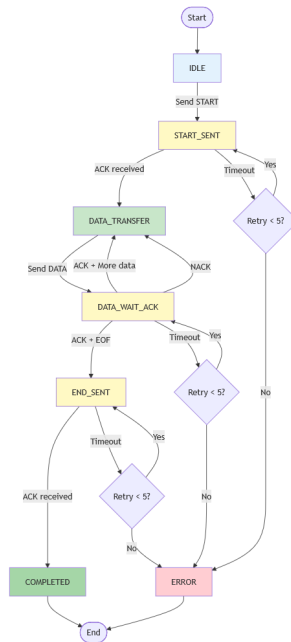 Start
IDLE
Send START
START_SENT
ACK received
Timeout
Yes
Retry < 5?
DATA_TRANSFER
Send DATA
ACK + More data
NACK
DATA_WAIT_ACK
ACK + EOF
Timeout
Yes
Retry < 5?
No
END_SENT
Timeout
Yes
Retry < 5?
ACK received
No
No
COMPLETED
ERROR
End